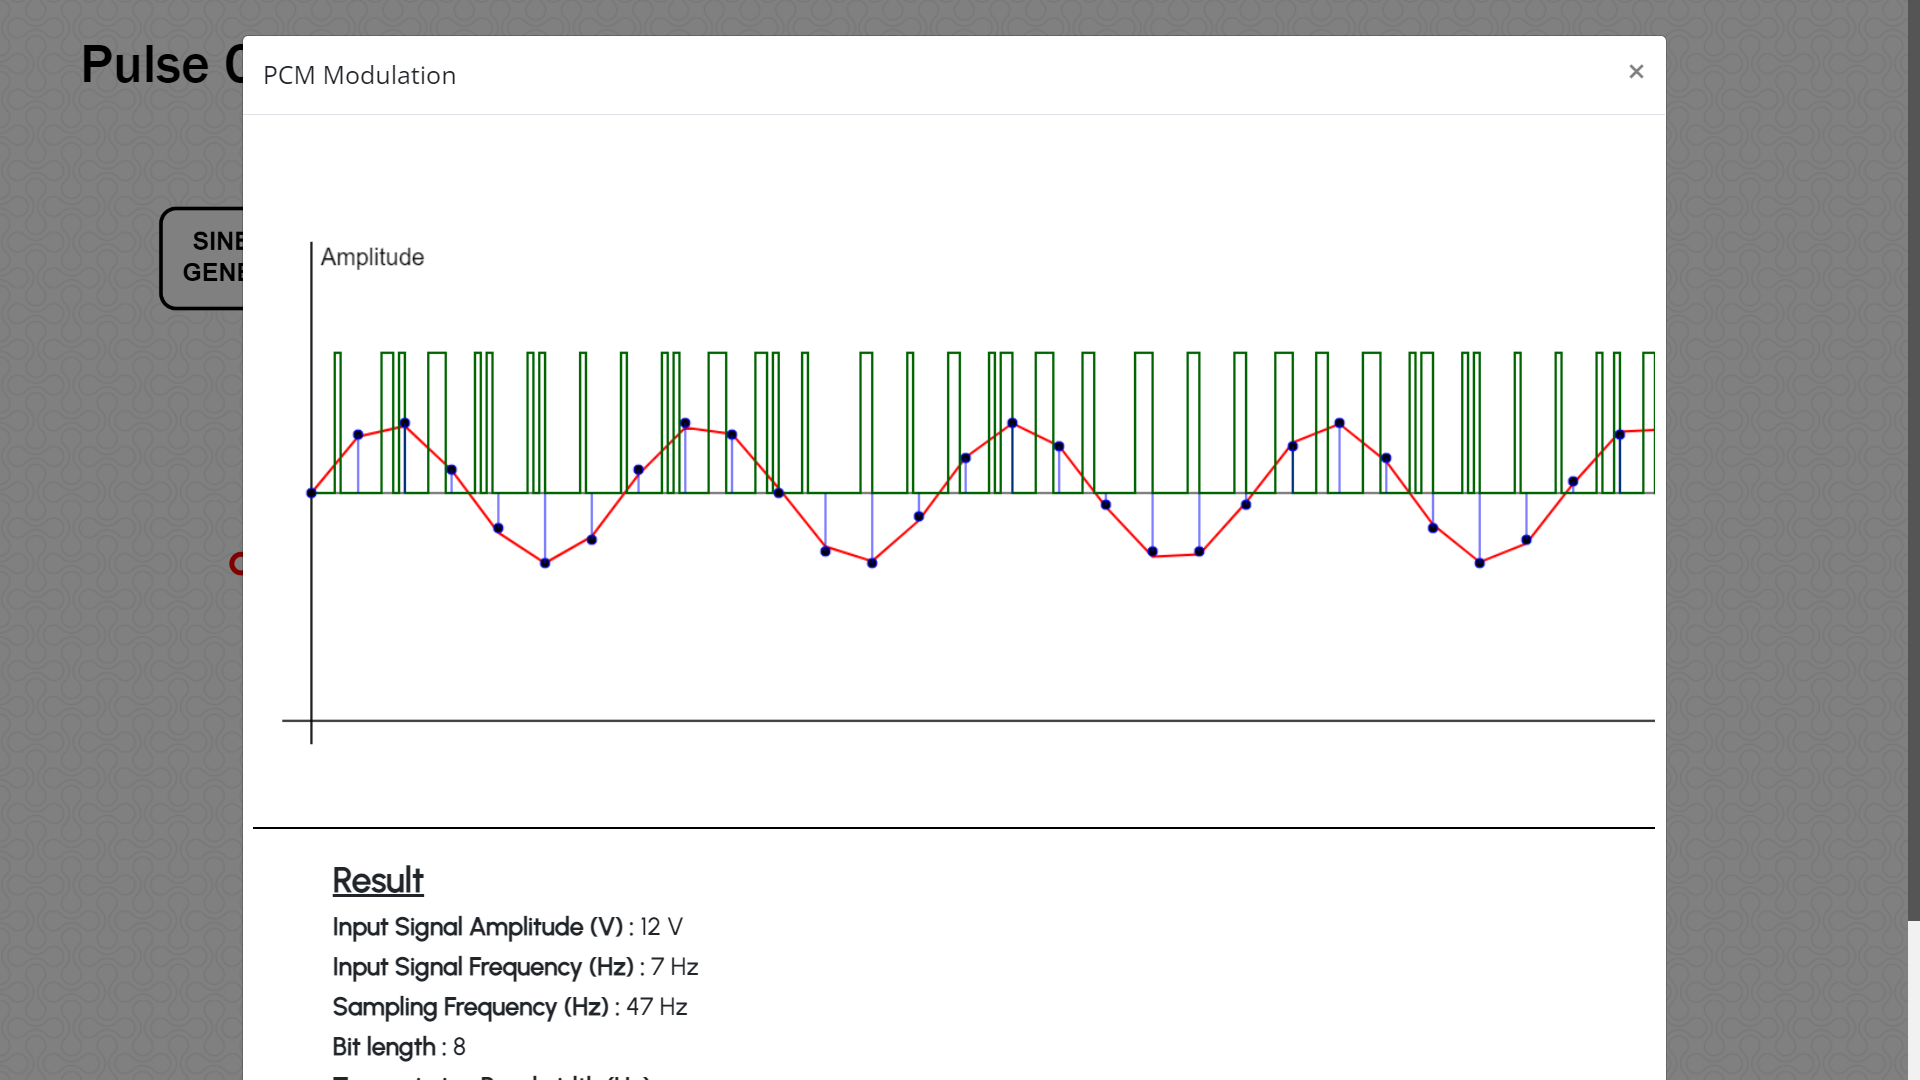 Pulse
PCM Modulation
×
SINE
GENE
Amplitude
Result
Input Signal Amplitude (V) : 12 V
Input Signal Frequency (Hz) : 7 Hz
Sampling Frequency (Hz) : 47 Hz
Bit length : 8